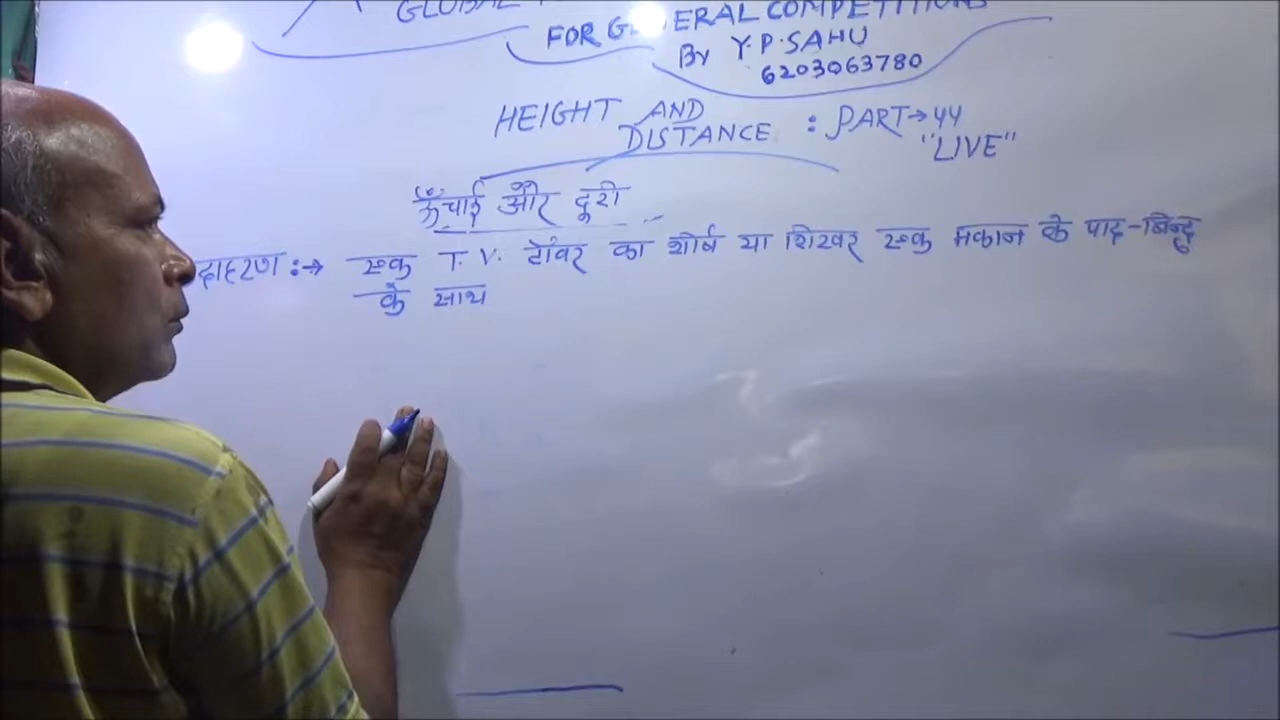 GLOBAL
FOR GENERAL COMPETITIONS
By Y.P.SAHU
6203063780
HEIGHT AND
DISTANCE : PART→44
"LIVE"
ऊँचाई और दूरी
दाहरण :→ एक T.V. टॉवर का शीर्ष या शिखर एक मकान के पाद-बिन्दु
के साथ